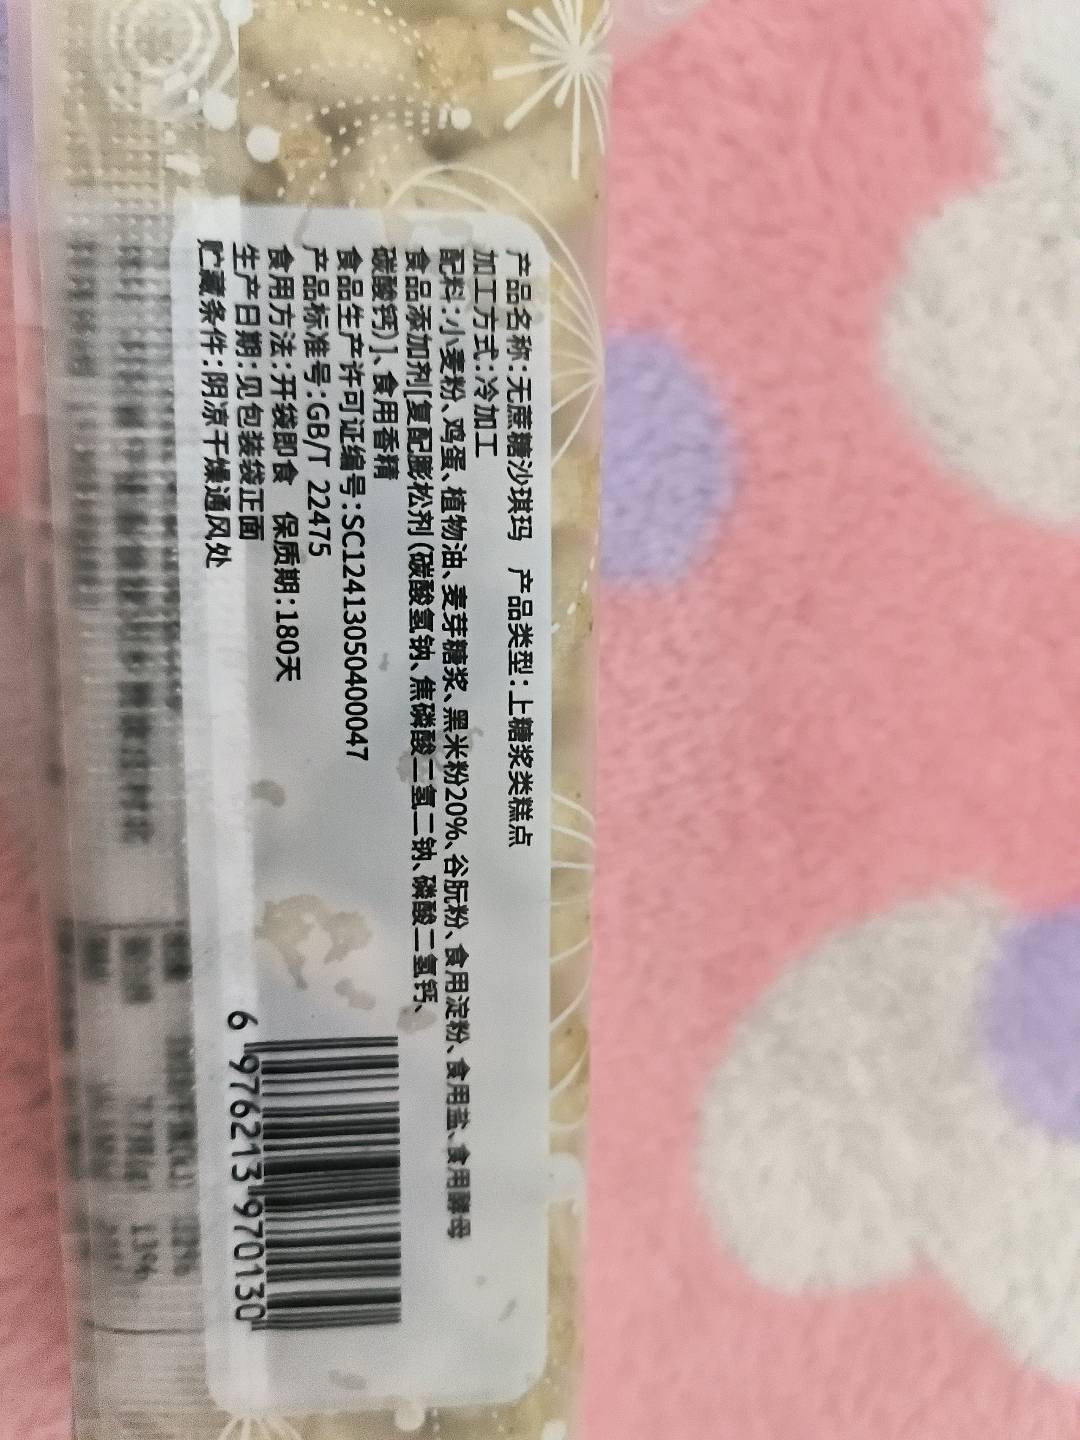 产品名称:无蔗糖沙琪玛 产品类型:上糖浆类糕点
加工方式:冷加工
配料:小麦粉、鸡蛋、植物油、麦芽糖浆、黑米粉20%、谷朊粉、食用淀粉、食用盐、食用酵母
食品添加剂[复配膨松剂(碳酸氢钠、焦磷酸二氢二钠、磷酸二氢钙、
碳酸钙)]、食用香精
食品生产许可证编号:SC12413050400047
产品标准号:GB/T 22475
食用方法:开袋即食 保质期:180天
生产日期:见包装袋正面
贮藏条件:阴凉干燥通风处
6 976213 970130